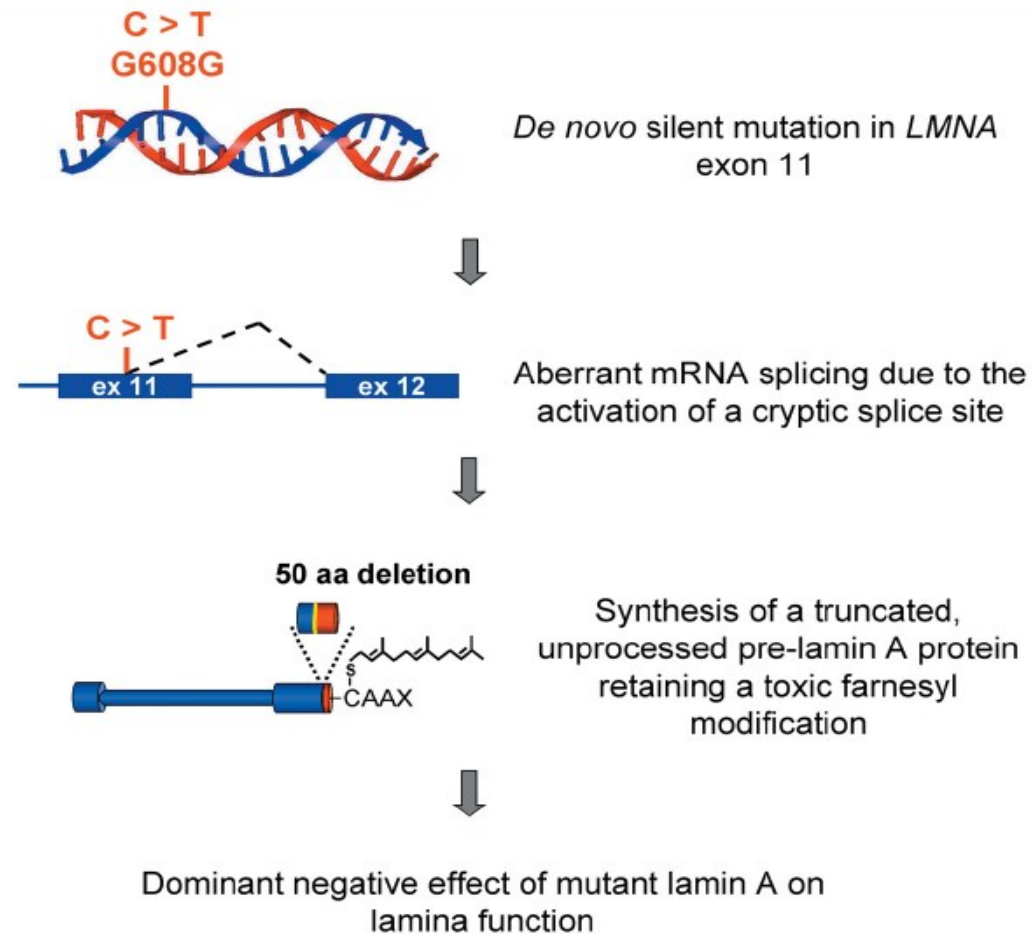 C > T
G608G
De novo silent mutation in LMNA
exon 11
C > T
ex 11
ex 12
Aberrant mRNA splicing due to the
activation of a cryptic splice site
50 aa deletion
S
CAAX
Synthesis of a truncated,
unprocessed pre-lamin A protein
retaining a toxic farnesyl
modification
Dominant negative effect of mutant lamin A on
lamina function